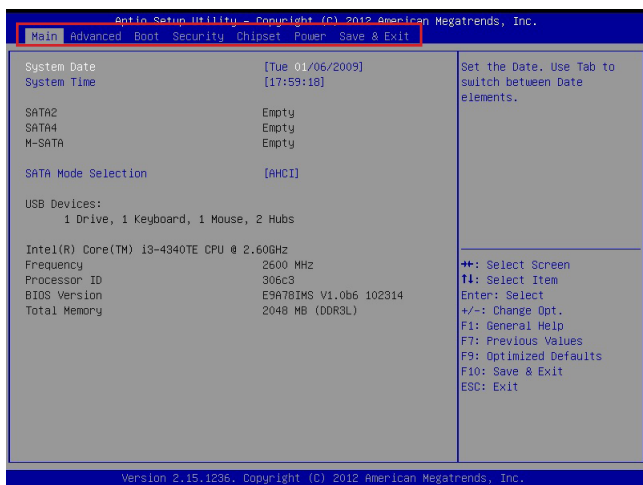 Aptio Setup Utility – Copyright (C) 2012 American Megatrends, Inc.
Main Advanced Boot Security Chipset Power Save & Exit
System Date [Tue 01/06/2009]
System Time [17:59:18]
SATA2 Empty
SATA4 Empty
M-SATA Empty
SATA Mode Selection [AHCI]
USB Devices:
1 Drive, 1 Keyboard, 1 Mouse, 2 Hubs
Intel(R) Core(TM) i3-4340TE CPU @ 2.60GHz
Frequency 2600 MHz
Processor ID 306c3
BIOS Version E9A78IMS V1.0b6 102314
Total Memory 2048 MB (DDR3L)
Set the Date. Use Tab to
switch between Date
elements.
→←: Select Screen
↑↓: Select Item
Enter: Select
+/-: Change Opt.
F1: General Help
F7: Previous Values
F9: Optimized Defaults
F10: Save & Exit
ESC: Exit
Version 2.15.1236. Copyright (C) 2012 American Megatrends, Inc.